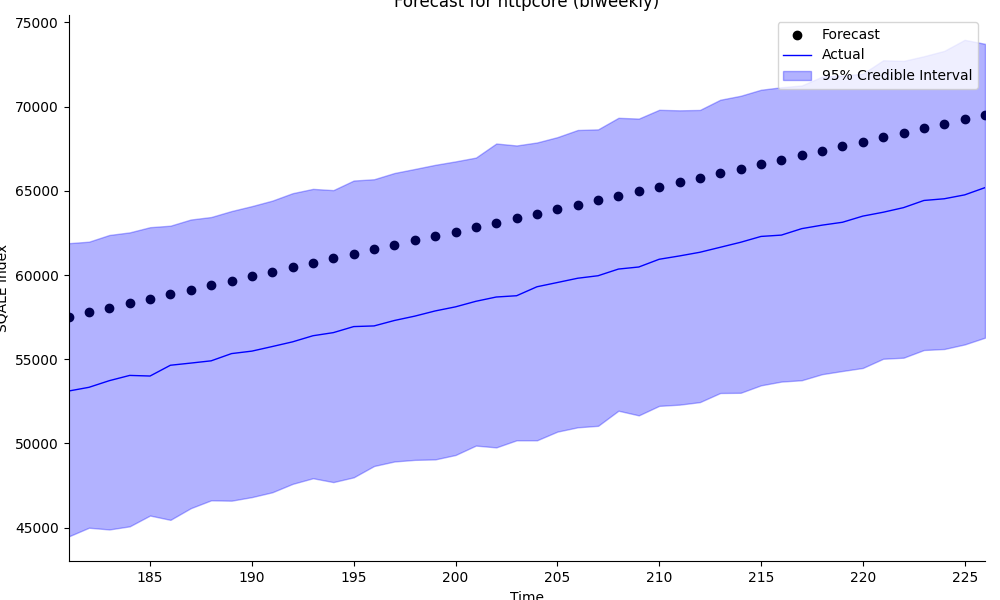 Forecast for httpcore (biweekly)
Forecast
Actual
95% Credible Interval
SQALE Index
75000
70000
65000
60000
55000
50000
45000
185
190
195
200
205
210
215
220
225
Time